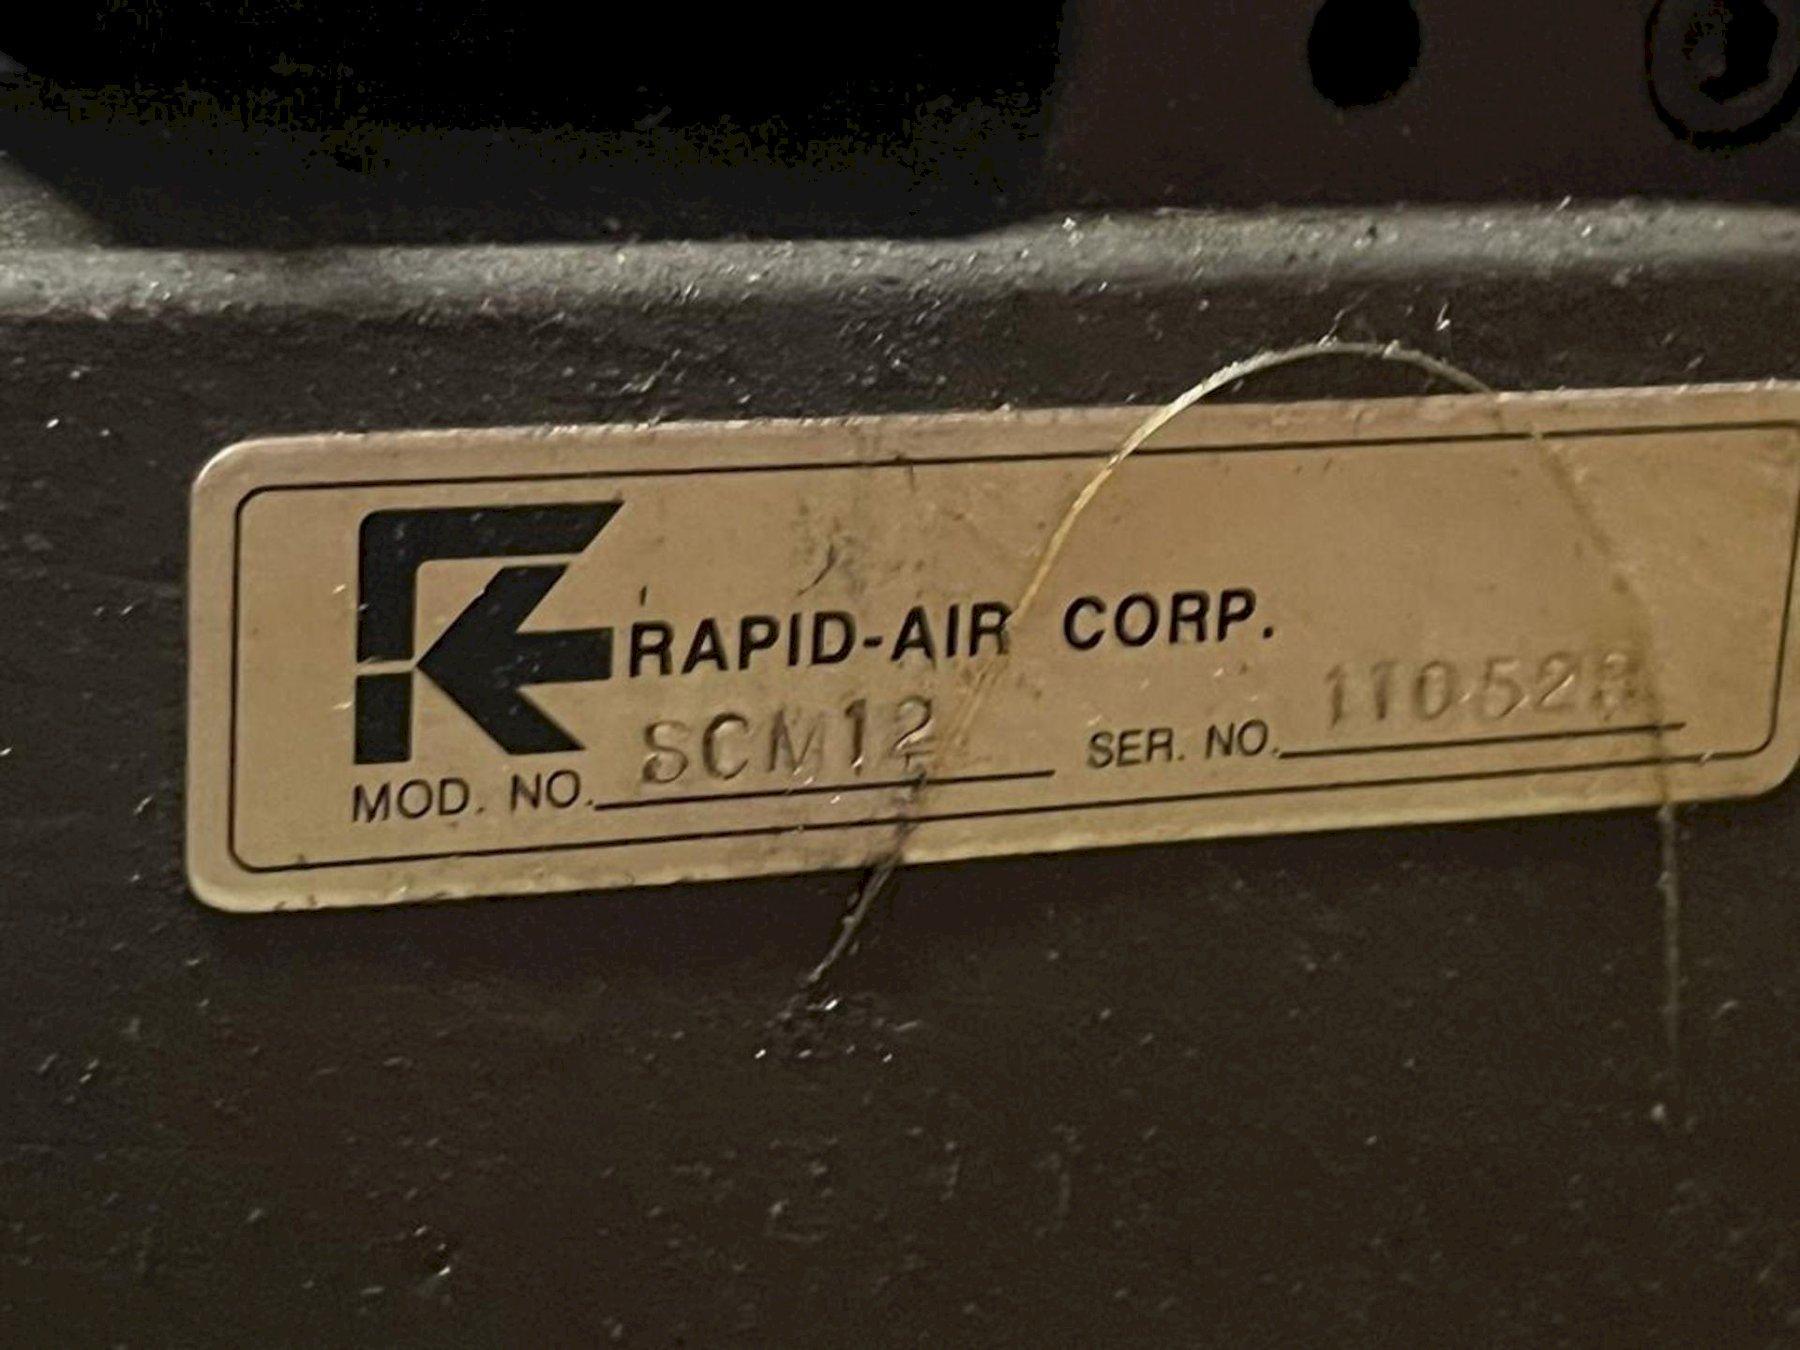 RAPID-AIR CORP.
MOD. NO. SCM12 SER. NO.